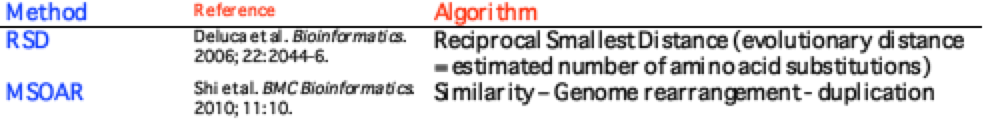 Method Reference Algorithm
RSD Deluca et al. Bioinformatics. Reciprocal Smallest Distance (evolutionary distance
2006; 22:2044-6. = estimated number of amino acid substitutions)
MSOAR Shi et al. BMC Bioinformatics. Similarity – Genome rearrangement - duplication
2010; 11:10.